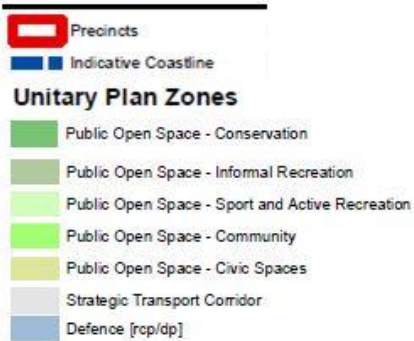 Precincts
Indicative Coastline
Unitary Plan Zones
Public Open Space - Conservation
Public Open Space - Informal Recreation
Public Open Space - Sport and Active Recreation
Public Open Space - Community
Public Open Space - Civic Spaces
Strategic Transport Corridor
Defence [rcp/dp]